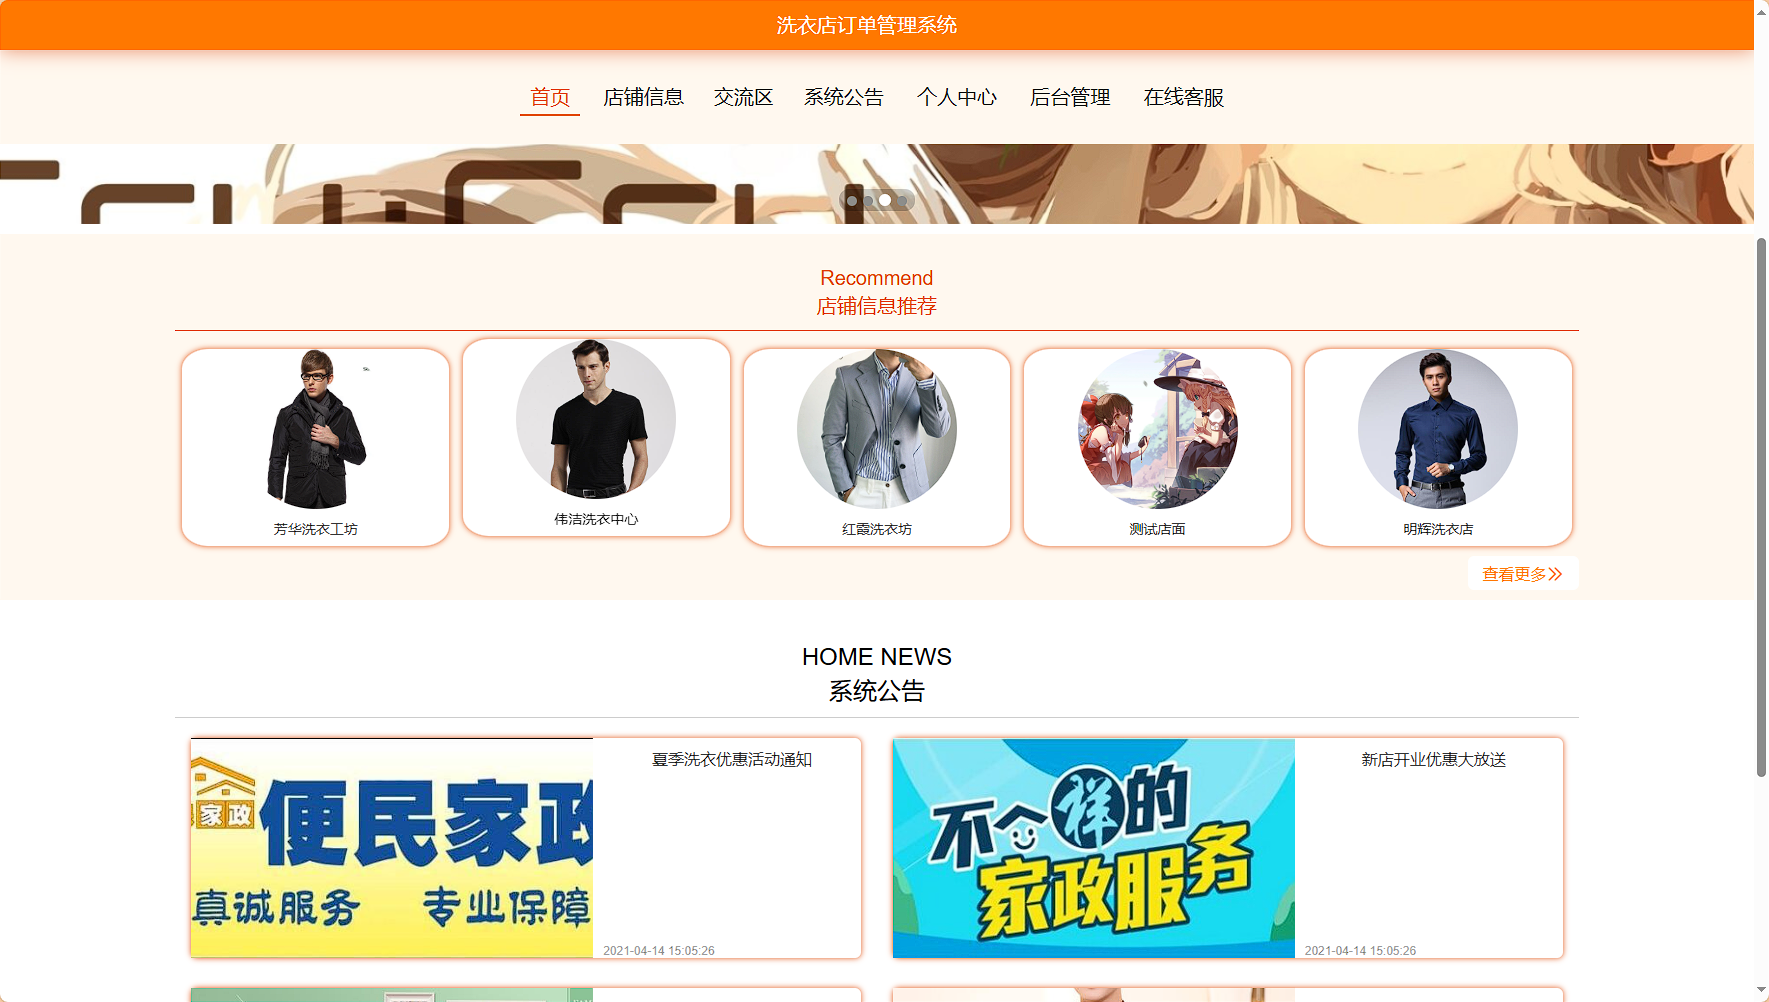 洗衣店订单管理系统
首页 店铺信息 交流区 系统公告 个人中心 后台管理 在线客服
Recommend
店铺信息推荐
芳华洗衣工坊
伟洁洗衣中心
红霞洗衣坊
测试店面
明辉洗衣店
查看更多
HOME NEWS
系统公告
家政
便民家政
真诚服务 专业保障
夏季洗衣优惠活动通知
2021-04-14 15:05:26
不一样的
家政服务
新店开业优惠大放送
2021-04-14 15:05:26